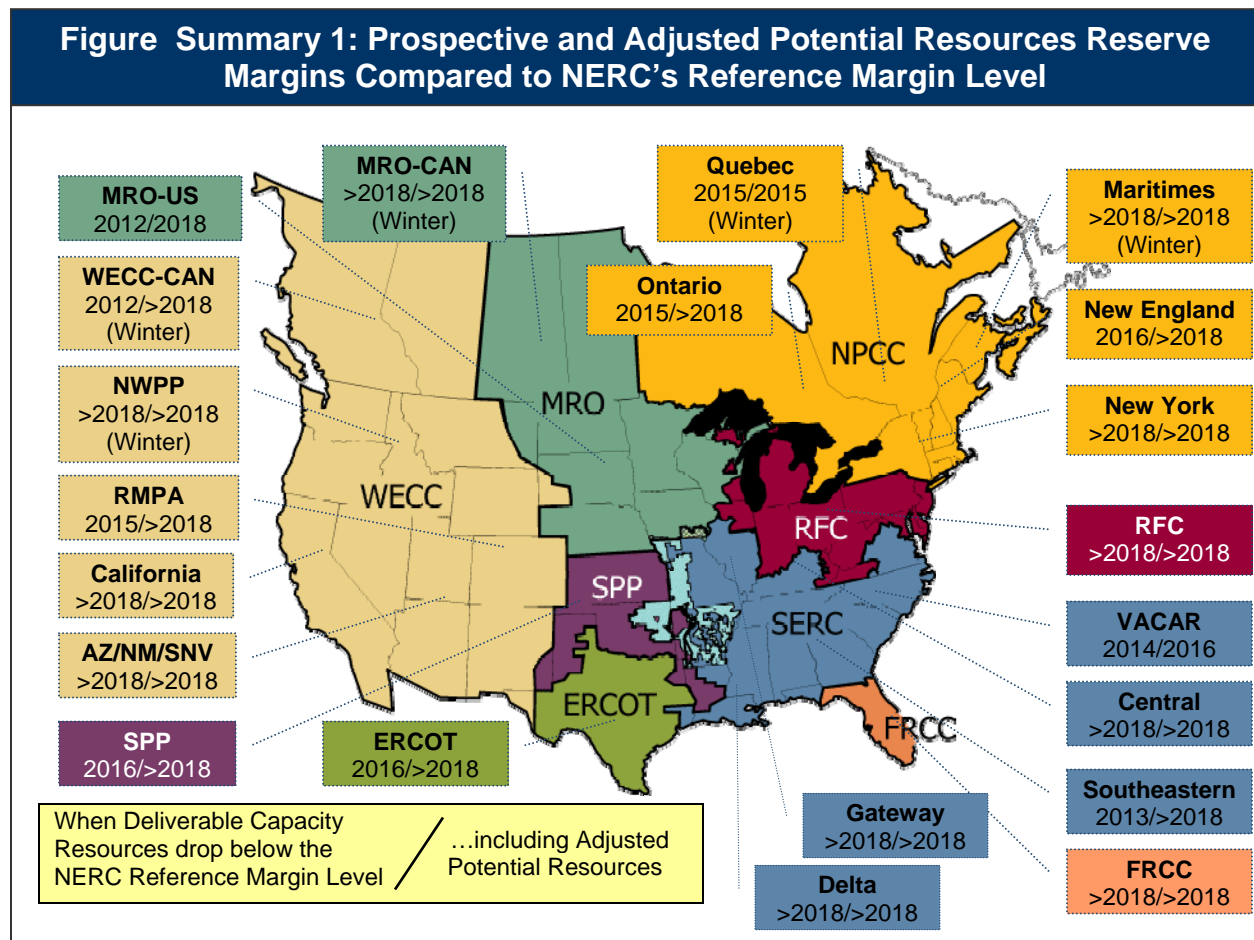 Figure  Summary 1: Prospective and Adjusted Potential Resources Reserve
Margins Compared to NERC's Reference Margin Level
MRO-US
2012/2018
MRO-CAN
>2018/>2018
(Winter)
Quebec
2015/2015
(Winter)
Maritimes
>2018/>2018
(Winter)
WECC-CAN
2012/>2018
(Winter)
Ontario
2015/>2018
New England
2016/>2018
NWPP
>2018/>2018
(Winter)
New York
>2018/>2018
RMPA
2015/>2018
California
>2018/>2018
AZ/NM/SNV
>2018/>2018
SPP
2016/>2018
ERCOT
2016/>2018
NPCC
MRO
WECC
RFC
SPP
SERC
ERCOT
FRCC
RFC
>2018/>2018
VACAR
2014/2016
Central
>2018/>2018
Southeastern
2013/>2018
FRCC
>2018/>2018
Gateway
>2018/>2018
Delta
>2018/>2018
When Deliverable Capacity
Resources drop below the
NERC Reference Margin Level
…including Adjusted
Potential Resources